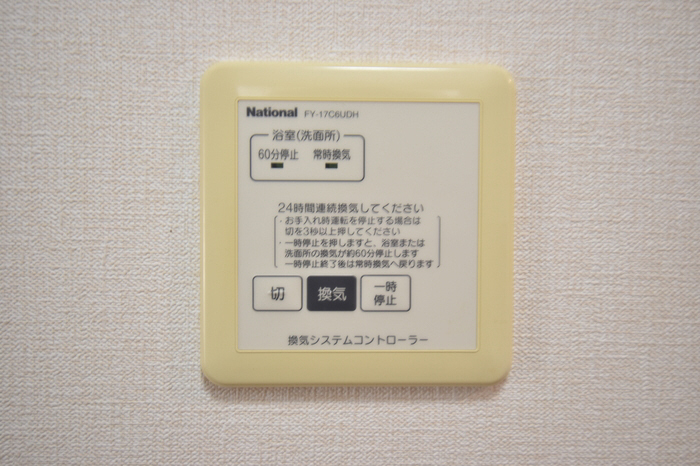 National FY-17C6UDH
浴室(洗面所)
60分停止 常時換気
24時間連続換気してください
・お手入れ時運転を停止する場合は
切を3秒以上押してください
・一時停止を押しますと、浴室または
洗面所の換気が約60分停止します
一時停止終了後は常時換気へ戻ります
切 換気 一時
停止
換気システムコントローラー